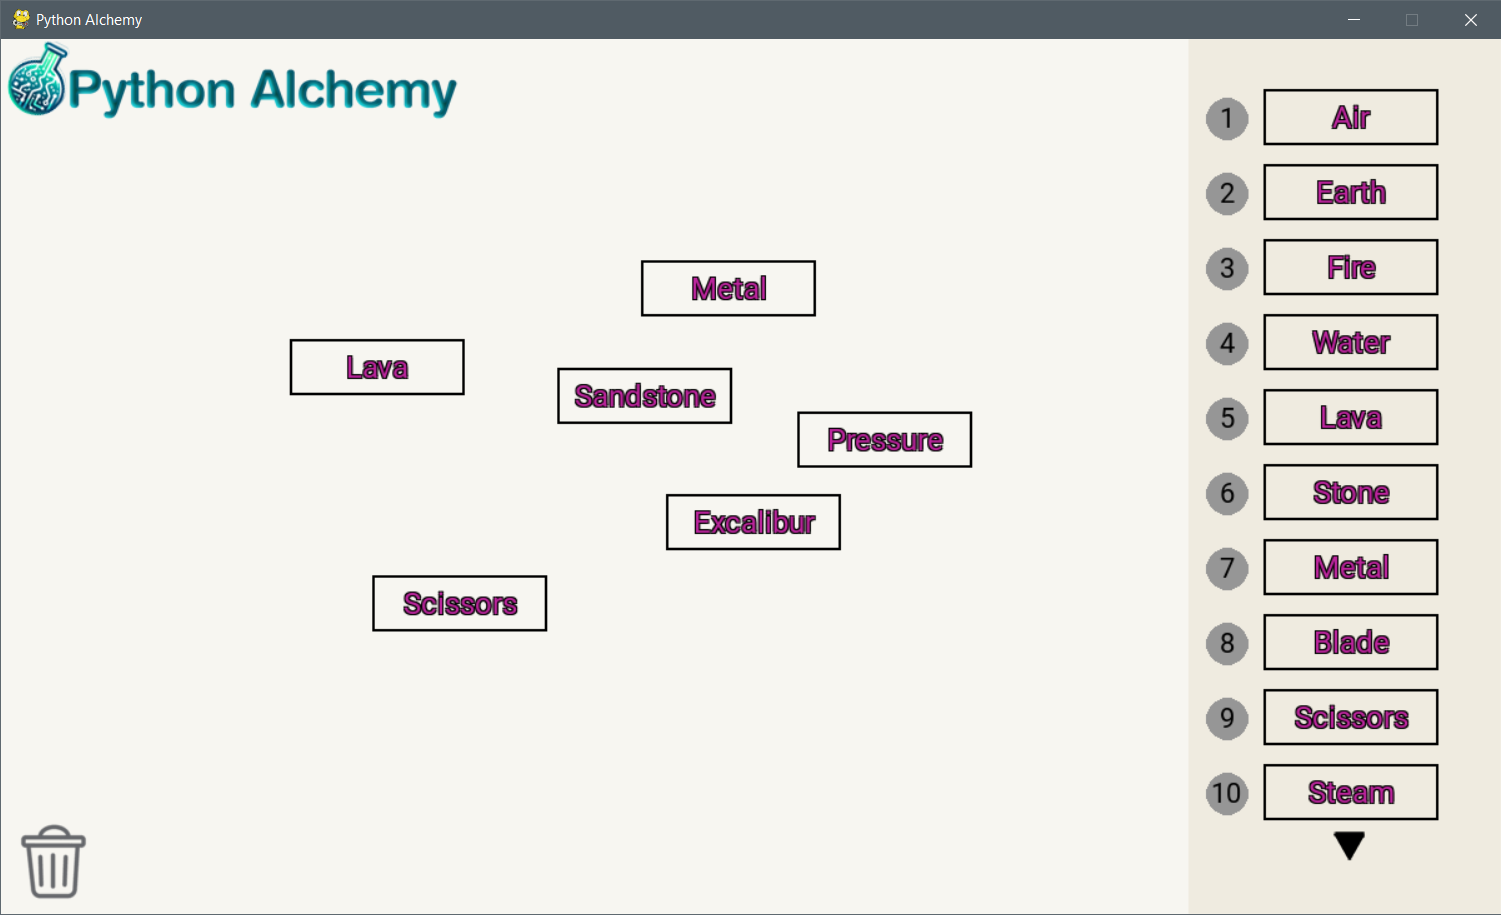 Python Alchemy
Python Alchemy
Metal
Lava
Sandstone
Pressure
Excalibur
Scissors
1 Air
2 Earth
3 Fire
4 Water
5 Lava
6 Stone
7 Metal
8 Blade
9 Scissors
10 Steam